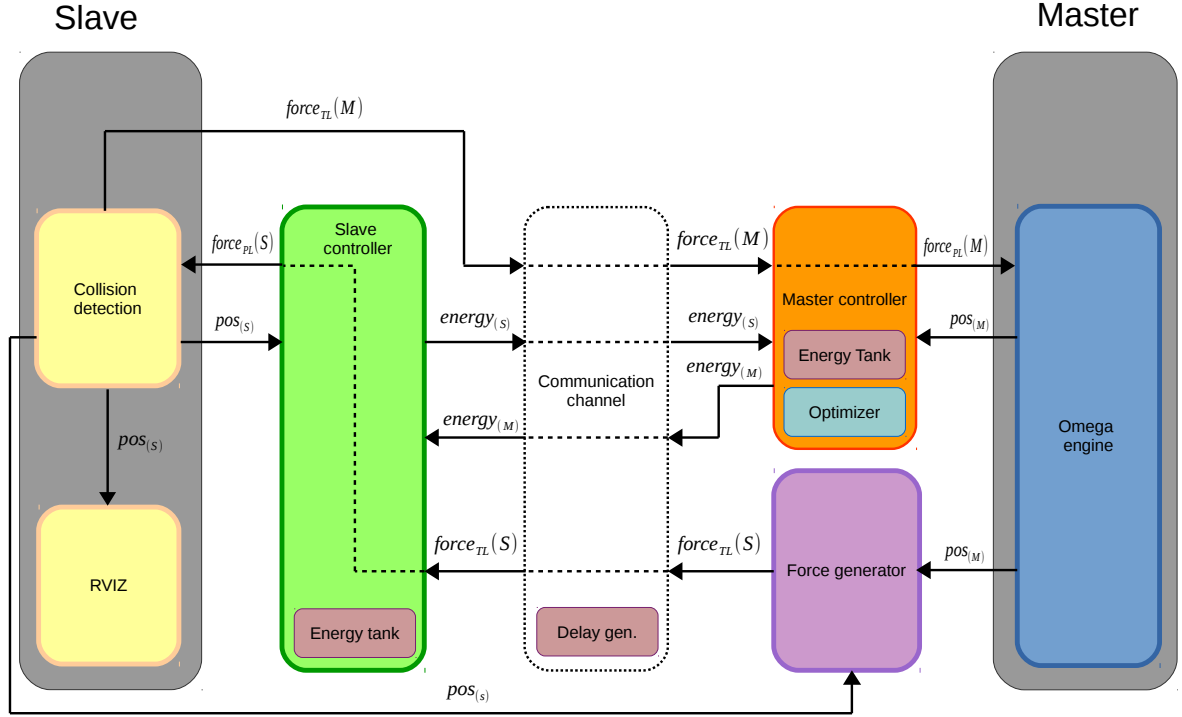 Slave
Master
force_TL(M)
force_PL(S)
Slave
controller
force_TL(M)
force_PL(M)
Collision
detection
Master controller
pos_(S)
energy_(S)
energy_(S)
pos_(M)
Energy Tank
energy_(M)
Communication
channel
Optimizer
energy_(M)
Omega
engine
pos_(S)
force_TL(S)
force_TL(S)
pos_(M)
RVIZ
Force generator
Energy tank
Delay gen.
pos_(s)